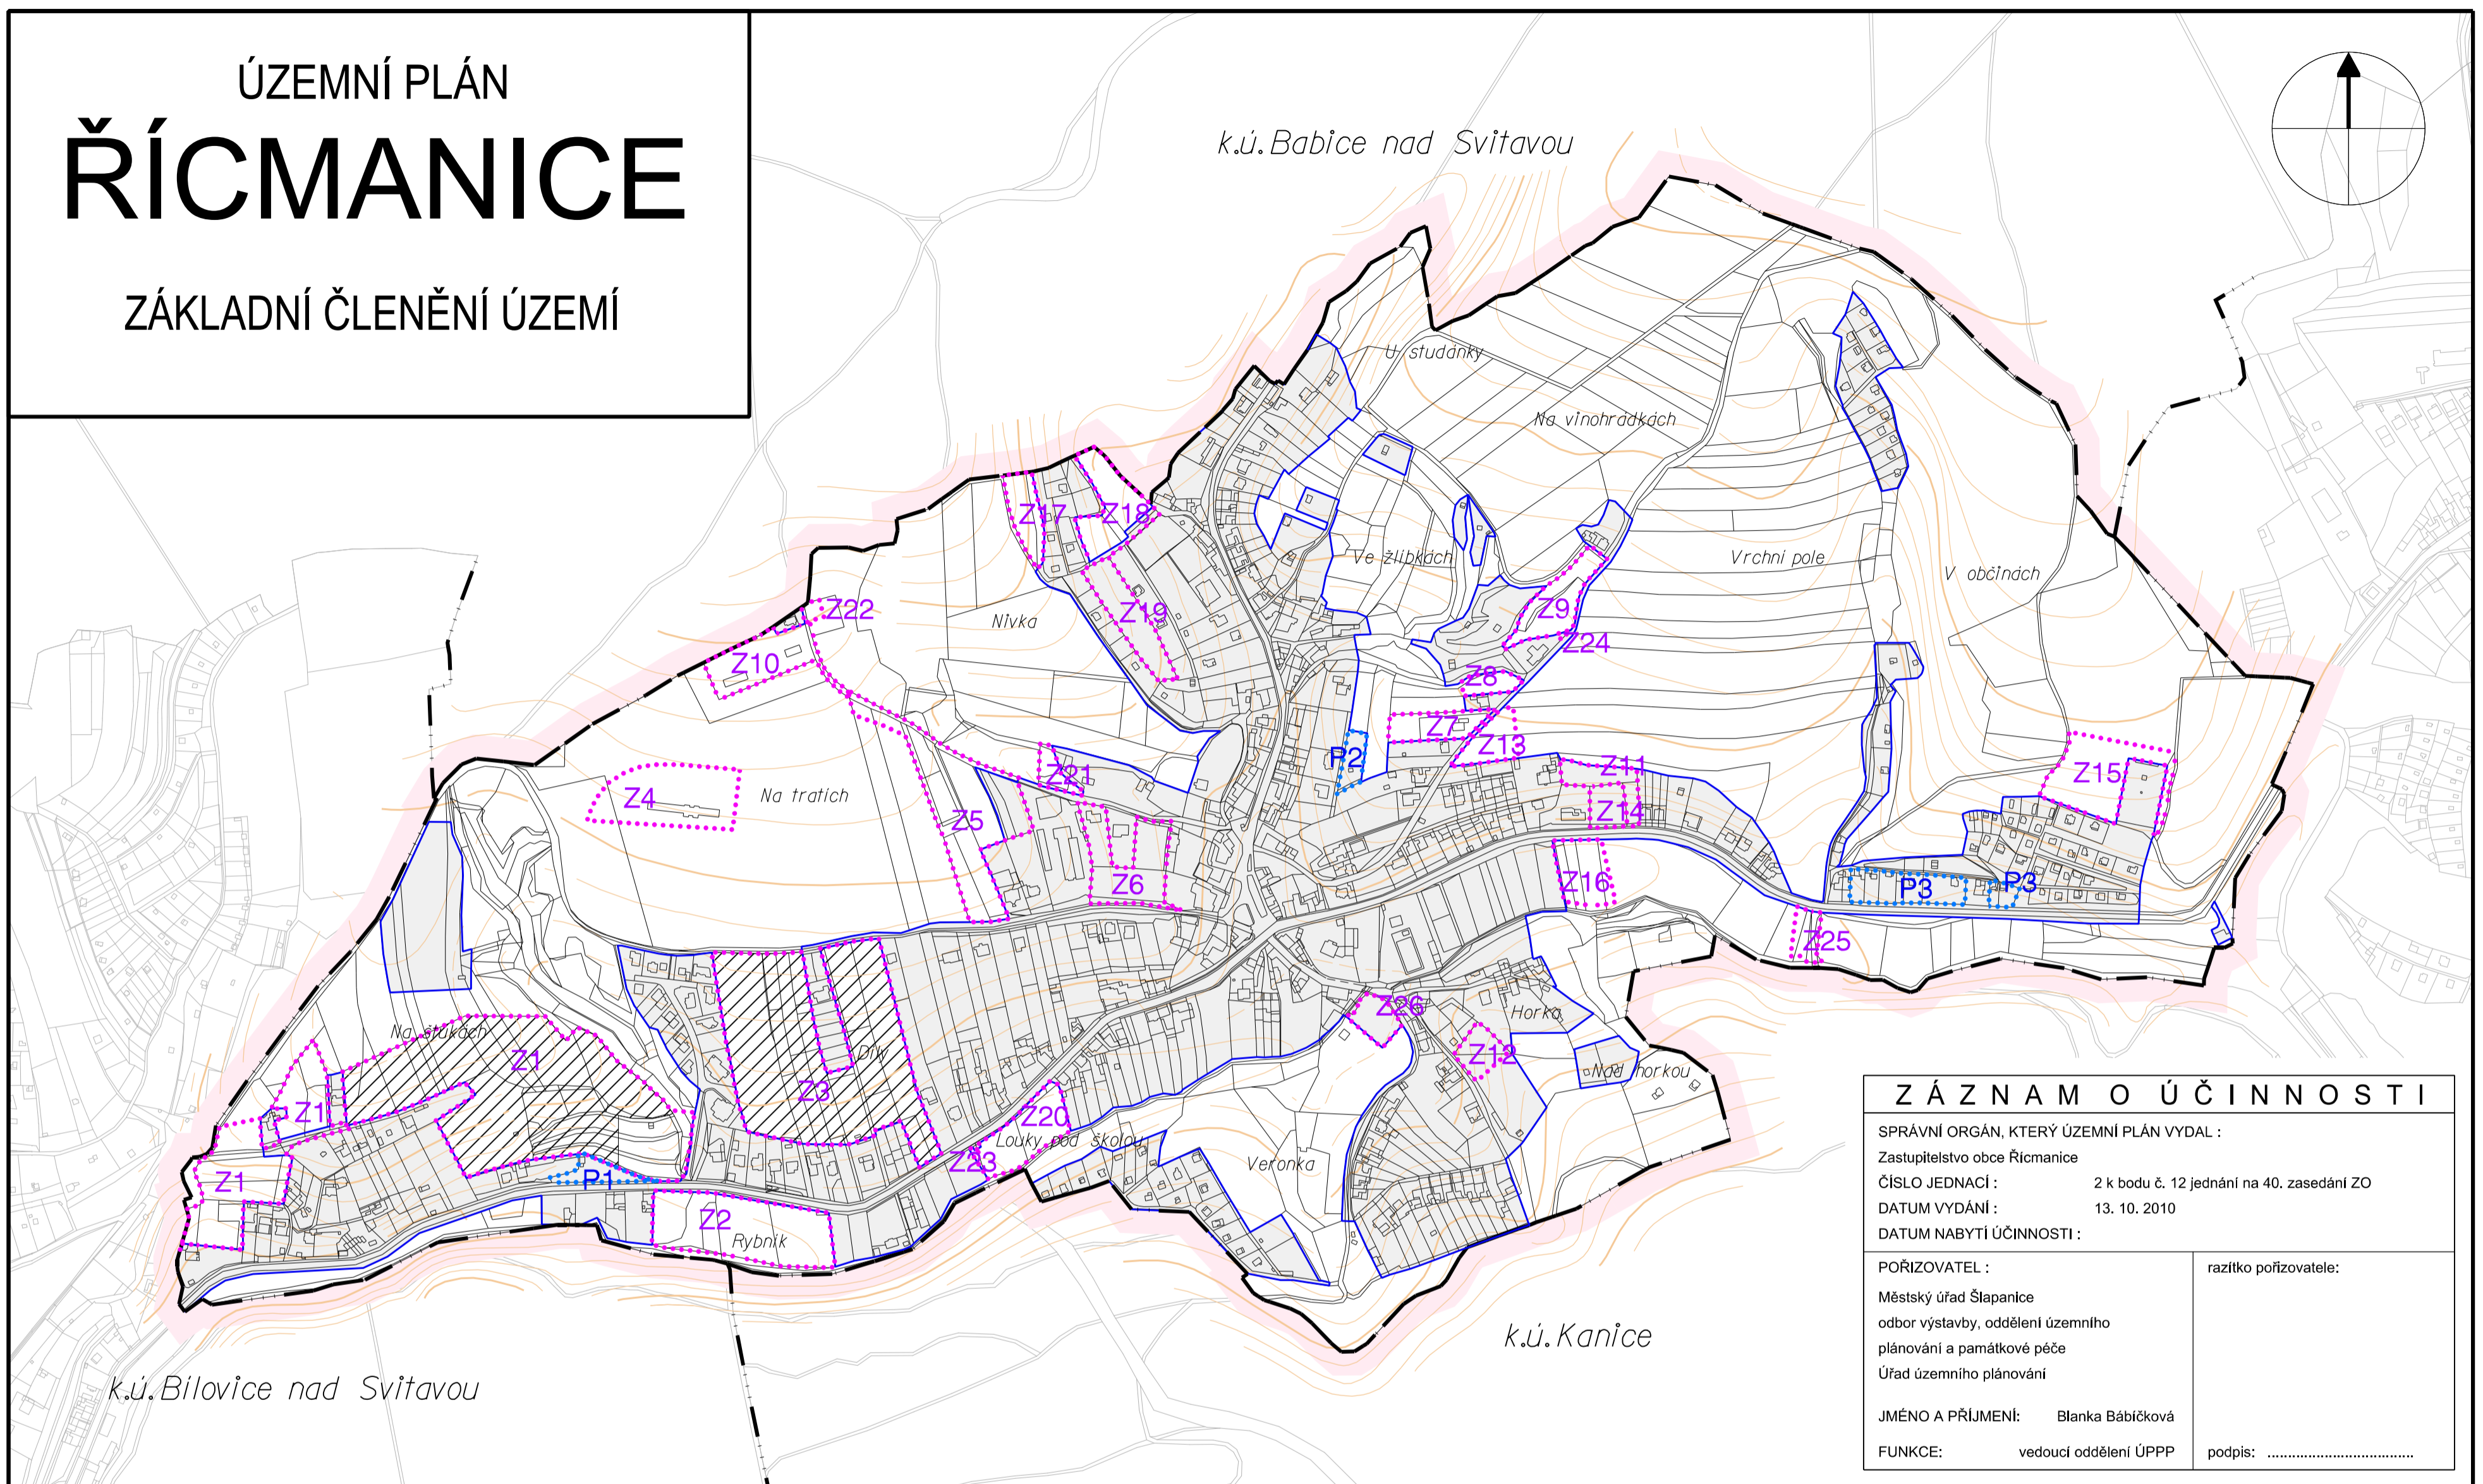 ÚZEMNÍ PLÁN
ŘÍCMANICE
ZÁKLADNÍ ČLENĚNÍ ÚZEMÍ
k.ú. Babice nad Svitavou
U studánky
Na vinohrádkách
Z17
Z18
Ve žlíbkách
Vrchní pole
V občinách
Z22
Nivka
Z19
Z9
Z24
Z10
Z8
Z7
Z13
P2
Z4
Na tratích
Z21
Z11
Z15
Z5
Z14
Z6
Z16
P3
P3
Z25
Z26
Horka
Na štukách
Z1
Díly
Z12
Nad horkou
Z3
Z1
Z20
Louky pod školou
Z23
Veronka
Z1
P1
Z2
Rybník
k.ú. Kanice
k.ú. Bílovice nad Svitavou
ZÁZNAM O ÚČINNOSTI
SPRÁVNÍ ORGÁN, KTERÝ ÚZEMNÍ PLÁN VYDAL :
Zastupitelstvo obce Řícmanice
ČÍSLO JEDNACÍ : 2 k bodu č. 12 jednání na 40. zasedání ZO
DATUM VYDÁNÍ : 13. 10. 2010
DATUM NABYTÍ ÚČINNOSTI :
POŘIZOVATEL :
Městský úřad Šlapanice
odbor výstavby, oddělení územního
plánování a památkové péče
Úřad územního plánování
JMÉNO A PŘÍJMENÍ: Blanka Bábíčková
FUNKCE: vedoucí oddělení ÚPPP
razítko pořizovatele:
podpis: ...................................